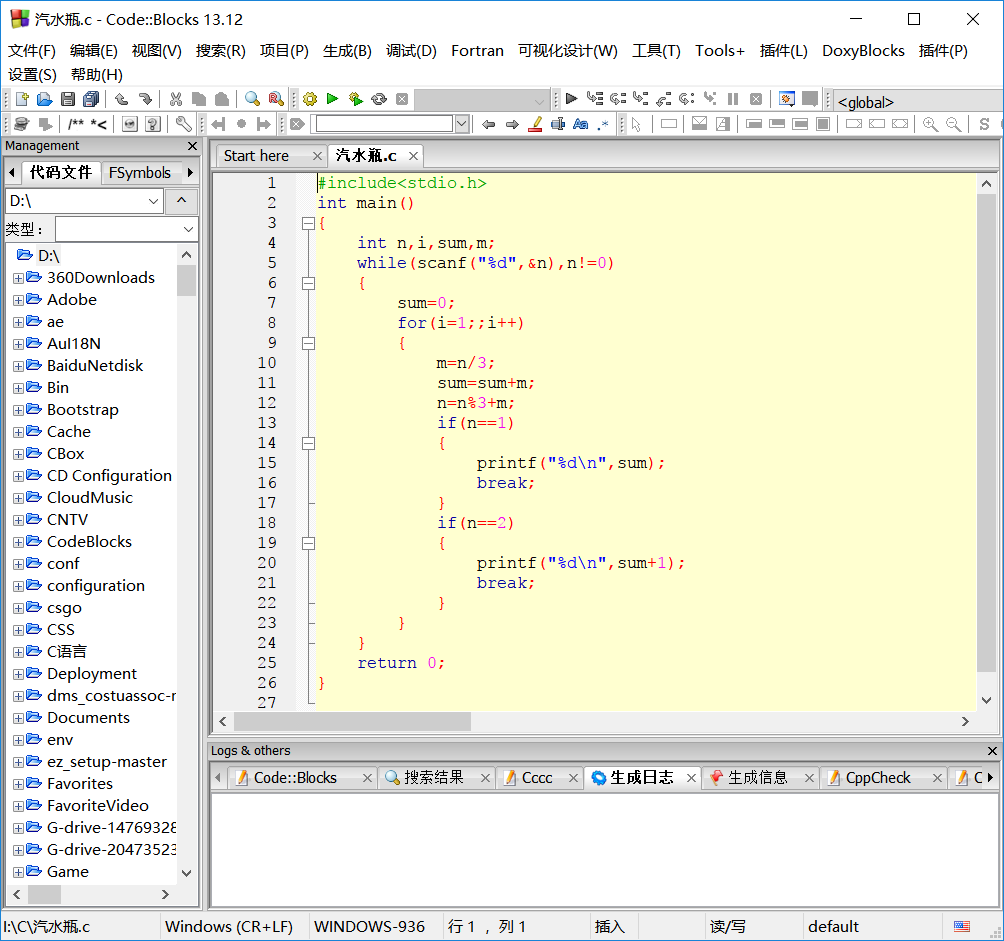 汽水瓶.c - Code::Blocks 13.12
文件(F) 编辑(E) 视图(V) 搜索(R) 项目(P) 生成(B) 调试(D) Fortran 可视化设计(W) 工具(T) Tools+ 插件(L) DoxyBlocks 插件(P)
设置(S) 帮助(H)
<global>
/** *<
Aa .*
S
Management
代码文件 FSymbols
D:\
类型：
D:\
360Downloads
Adobe
ae
AuI18N
BaiduNetdisk
Bin
Bootstrap
Cache
CBox
CD Configuration
CloudMusic
CNTV
CodeBlocks
conf
configuration
csgo
CSS
C语言
Deployment
dms_costuassoc-r
Documents
env
ez_setup-master
Favorites
FavoriteVideo
G-drive-14769328
G-drive-20473523
Game
Start here 汽水瓶.c
1 #include<stdio.h>
2 int main()
3 {
4 int n,i,sum,m;
5 while(scanf("%d",&n),n!=0)
6 {
7 sum=0;
8 for(i=1;;i++)
9 {
10 m=n/3;
11 sum=sum+m;
12 n=n%3+m;
13 if(n==1)
14 {
15 printf("%d\n",sum);
16 break;
17 }
18 if(n==2)
19 {
20 printf("%d\n",sum+1);
21 break;
22 }
23 }
24 }
25 return 0;
26 }
27
Logs & others
Code::Blocks 搜索结果 Cccc 生成日志 生成信息 CppCheck C
I:\C\汽水瓶.c Windows (CR+LF) WINDOWS-936 行 1 ，列 1 插入 读/写 default